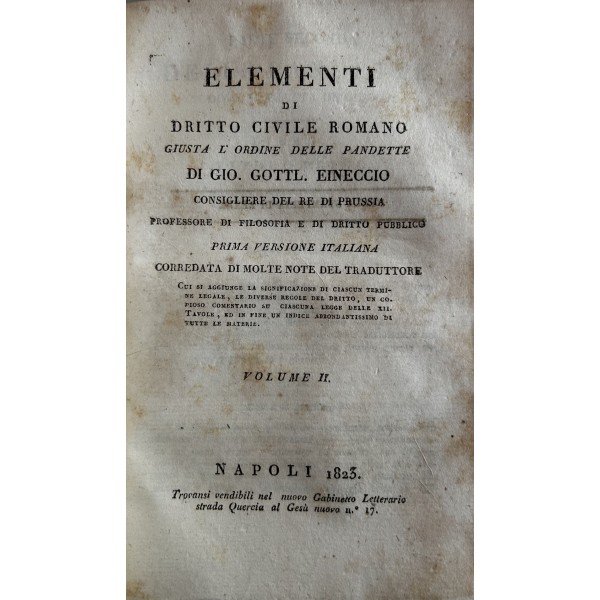 ELEMENTI
DI
DRITTO CIVILE ROMANO
GIUSTA L' ORDINE DELLE PANDETTE
DI GIO. GOTTL. EINECCIO
CONSIGLIERE DEL RE DI PRUSSIA
PROFESSORE DI FILOSOFIA E DI DRITTO PUBBLICO
PRIMA VERSIONE ITALIANA
CORREDATA DI MOLTE NOTE DEL TRADUTTORE
CUI SI AGGIUNGE LA SIGNIFICAZIONE DI CIASCUN TERMI-
NE LEGALE, LE DIVERSE REGOLE DEL DRITTO, UN CO-
PIOSO COMENTARIO SU CIASCUNA LEGGE DELLE XII.
TAVOLE, ED IN FINE UN INDICE ABBONDANTISSIMO DI
TUTTE LE MATERIE.
VOLUME II.
NAPOLI 1823.
Trovansi vendibili nel nuovo Gabinetto Letterario
strada Quercia al Gesù nuovo n.° 17.